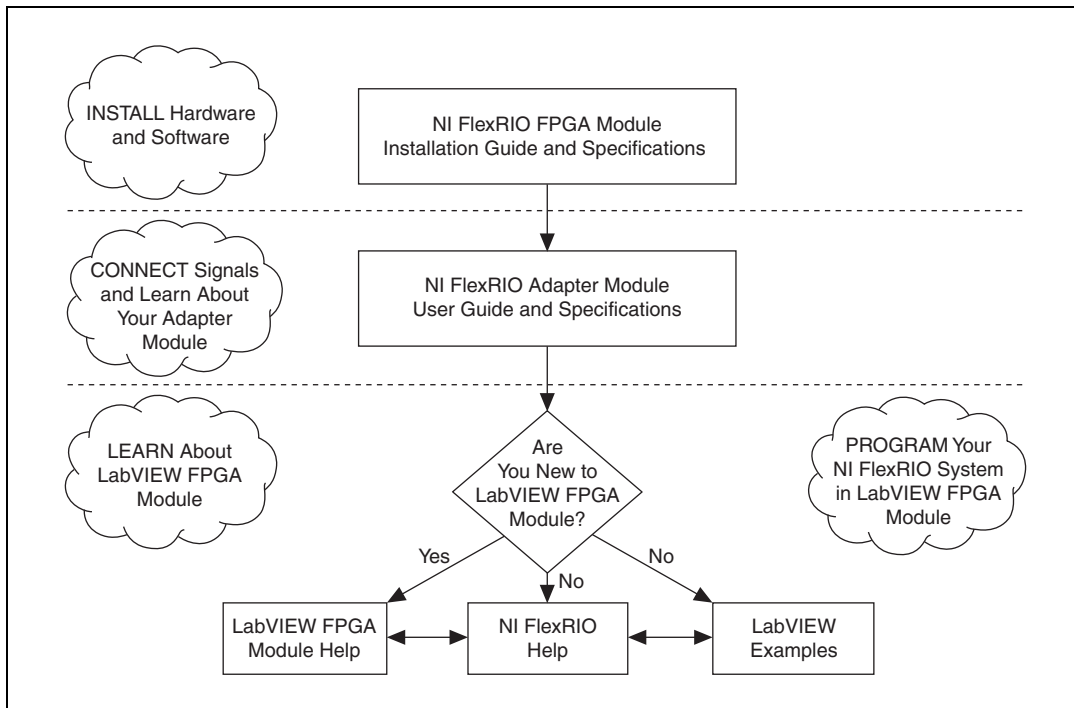 INSTALL Hardware
and Software
NI FlexRIO FPGA Module
Installation Guide and Specifications
CONNECT Signals
and Learn About
Your Adapter
Module
NI FlexRIO Adapter Module
User Guide and Specifications
LEARN About
LabVIEW FPGA
Module
Are
You New to
LabVIEW FPGA
Module?
PROGRAM Your
NI FlexRIO System
in LabVIEW FPGA
Module
Yes
No
No
LabVIEW FPGA
Module Help
NI FlexRIO
Help
LabVIEW
Examples